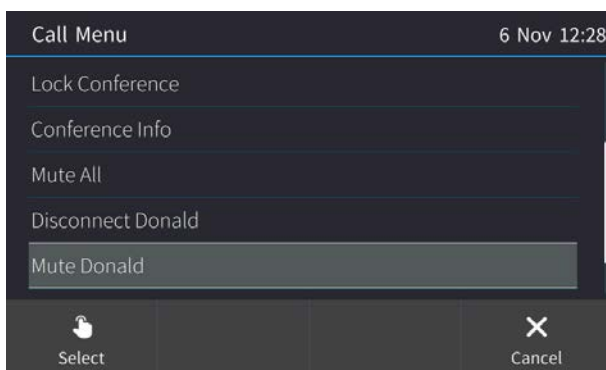 Call Menu 6 Nov 12:28
Lock Conference
Conference Info
Mute All
Disconnect Donald
Mute Donald
Select Cancel